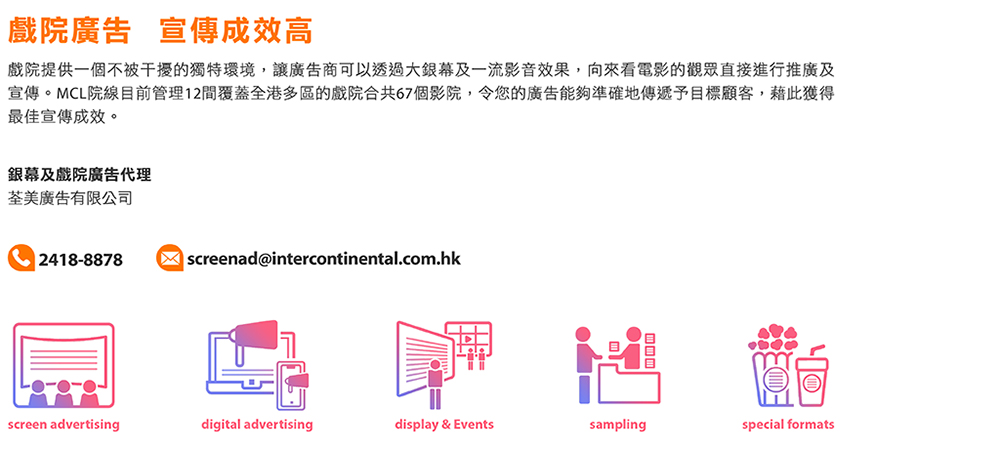 戲院廣告 宣傳成效高
戲院提供一個不被干擾的獨特環境，讓廣告商可以透過大銀幕及一流影音效果，向來看電影的觀眾直接進行推廣及
宣傳。MCL院線目前管理12間覆蓋全港多區的戲院合共67個影院，令您的廣告能夠準確地傳遞予目標顧客，藉此獲得
最佳宣傳成效。
銀幕及戲院廣告代理
荃美廣告有限公司
2418-8878 screenad@intercontinental.com.hk
screen advertising digital advertising display & Events sampling special formats